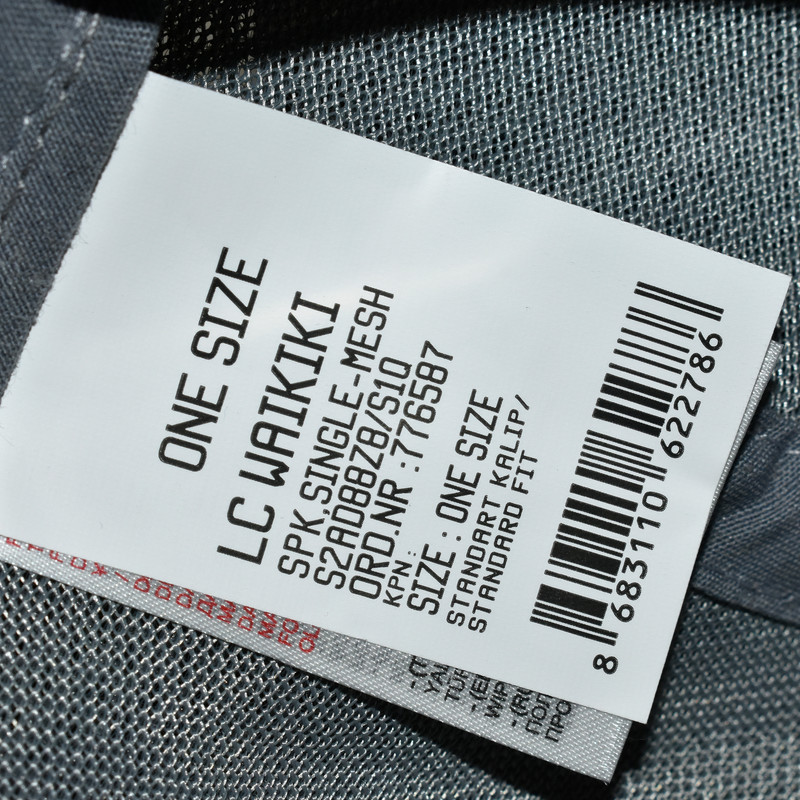 ONE SIZE
LC WAIKIKI
SPK,SINGLE-MESH
S2AD88Z8/S1Q
ORD.NR :776587
KPN:
SIZE : ONE SIZE
STANDART KALIP/
STANDARD FIT
8 683110 622786